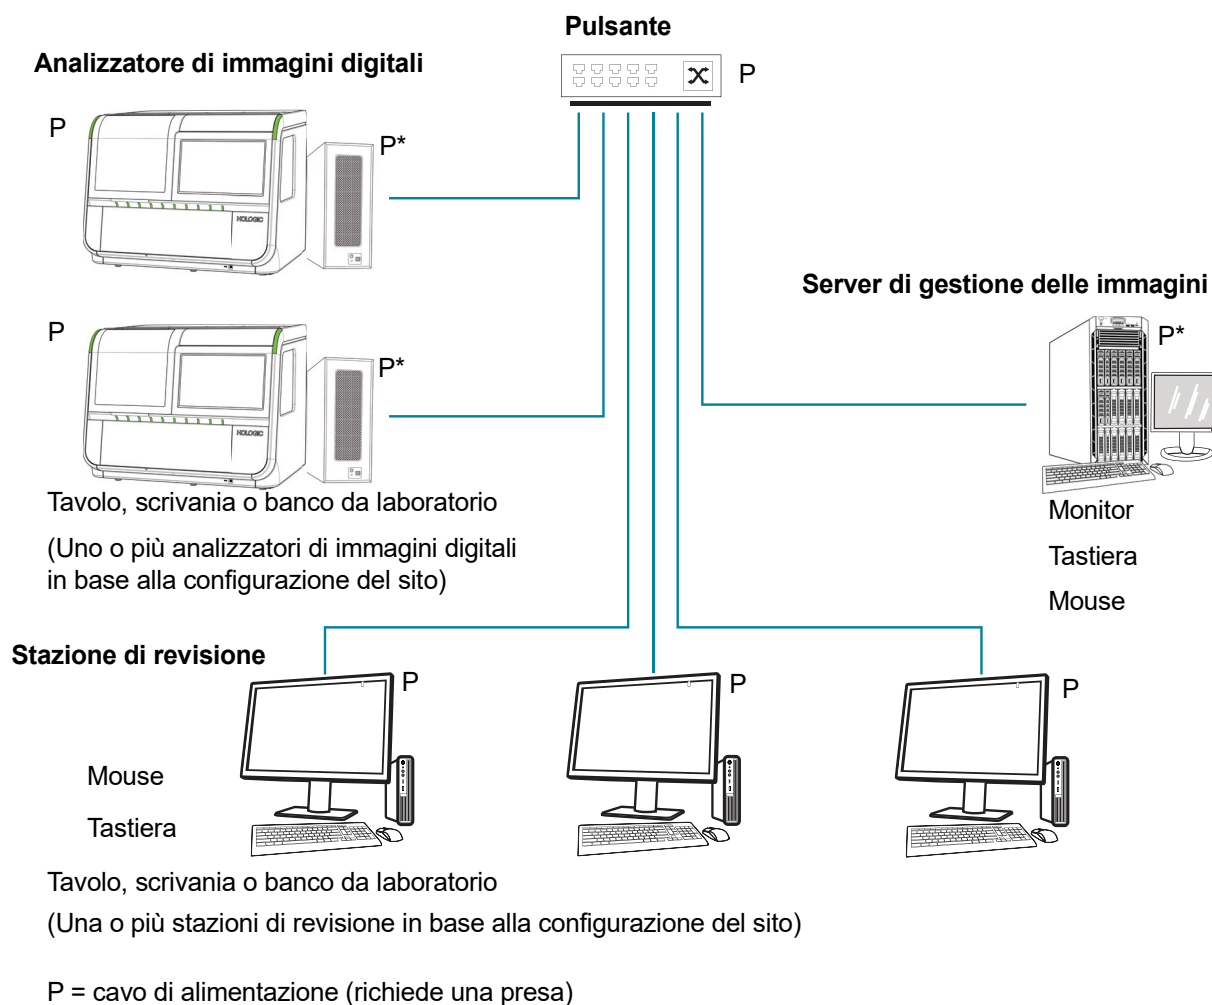 Pulsante
Analizzatore di immagini digitali
P
P
P*
HOLOGIC
Server di gestione delle immagini
P
P*
P*
HOLOGIC
Tavolo, scrivania o banco da laboratorio
(Uno o più analizzatori di immagini digitali
in base alla configurazione del sito)
Monitor
Tastiera
Mouse
Stazione di revisione
P
P
P
Mouse
Tastiera
Tavolo, scrivania o banco da laboratorio
(Una o più stazioni di revisione in base alla configurazione del sito)
P = cavo di alimentazione (richiede una presa)